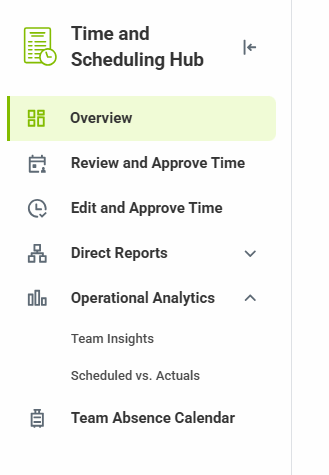 Time and
Scheduling Hub
Overview
Review and Approve Time
Edit and Approve Time
Direct Reports
Operational Analytics
Team Insights
Scheduled vs. Actuals
Team Absence Calendar